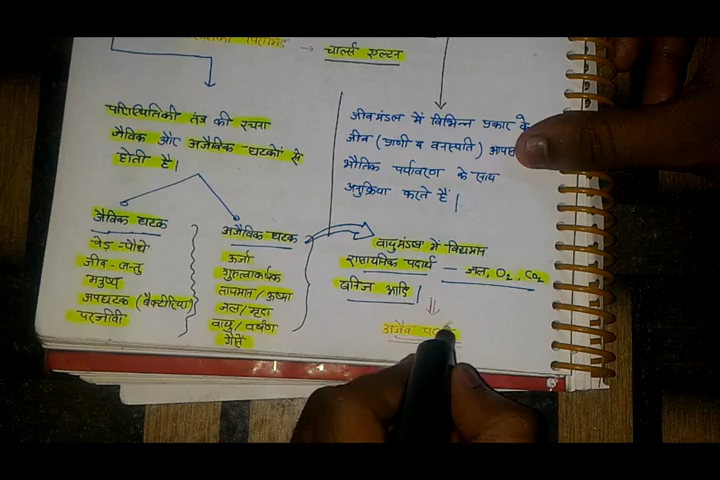 → चार्ल्स एल्टन
पारिस्थितिकी तंत्र की रचना
जैविक और अजैविक घटकों से
होती है।
जीवमंडल में विभिन्न प्रकार के
जीव (प्राणी व वनस्पति)
भौतिक पर्यावरण के साथ
अनुक्रिया करते हैं।
जैविक घटक
पेड़-पौधे
जीव-जन्तु
मनुष्य
अपघटक (बैक्टीरिया)
परजीवी
अजैविक घटक
ऊर्जा
गुरुत्वाकर्षक
तापमान/ऊष्मा
जल/मृदा
वायु/वर्षण
गैसें
वायुमंडल में विद्यमान
रासायनिक पदार्थ — जल, O2, CO2
खनिज आदि।
अजैव